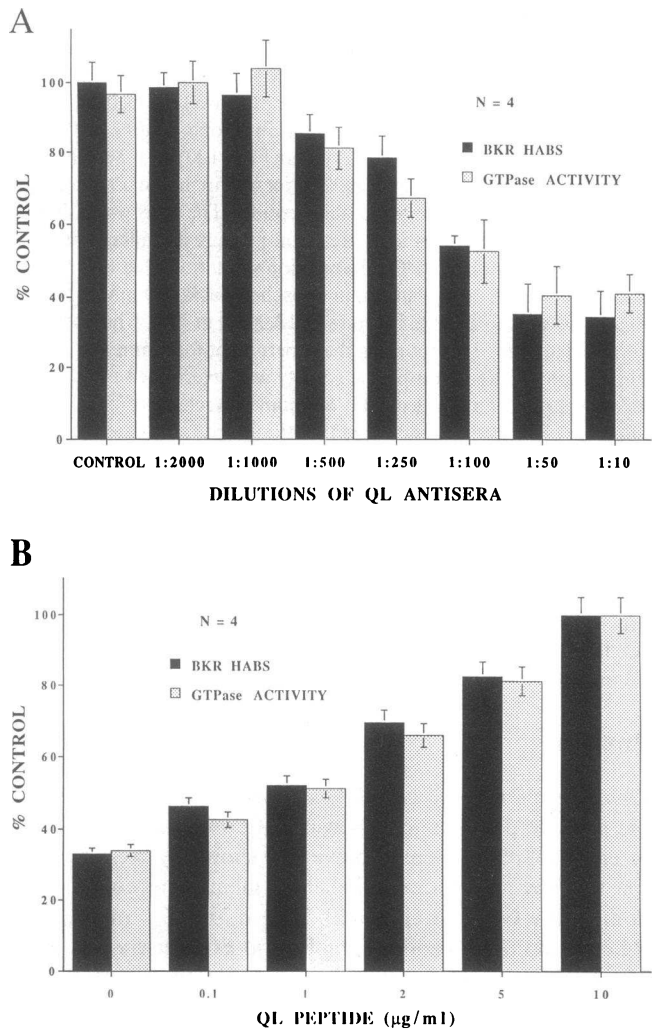 A
% CONTROL
100
80
60
40
20
0
N = 4
BKR HABS
GTPase ACTIVITY
CONTROL 1:2000 1:1000 1:500 1:250 1:100 1:50 1:10
DILUTIONS OF QL ANTISERA
B
% CONTROL
100
80
60
40
20
0
N = 4
BKR HABS
GTPase ACTIVITY
0 0.1 1 2 5 10
QL PEPTIDE (µg/ml)